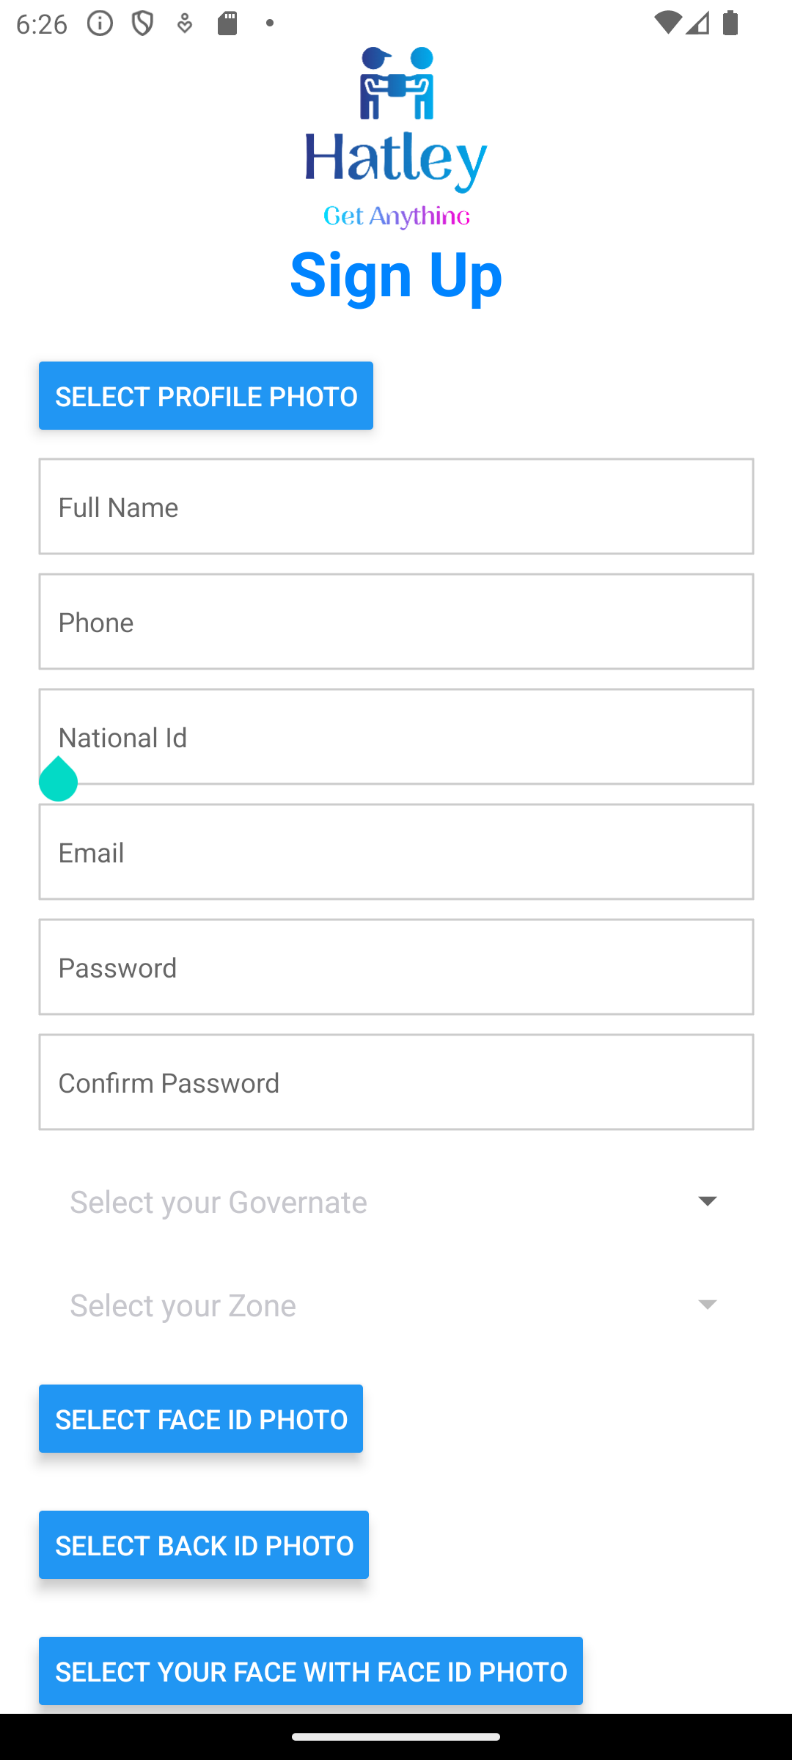 6:26
Hatley
Get Anything
Sign Up
SELECT PROFILE PHOTO
Full Name
Phone
National Id
Email
Password
Confirm Password
Select your Governate
Select your Zone
SELECT FACE ID PHOTO
SELECT BACK ID PHOTO
SELECT YOUR FACE WITH FACE ID PHOTO